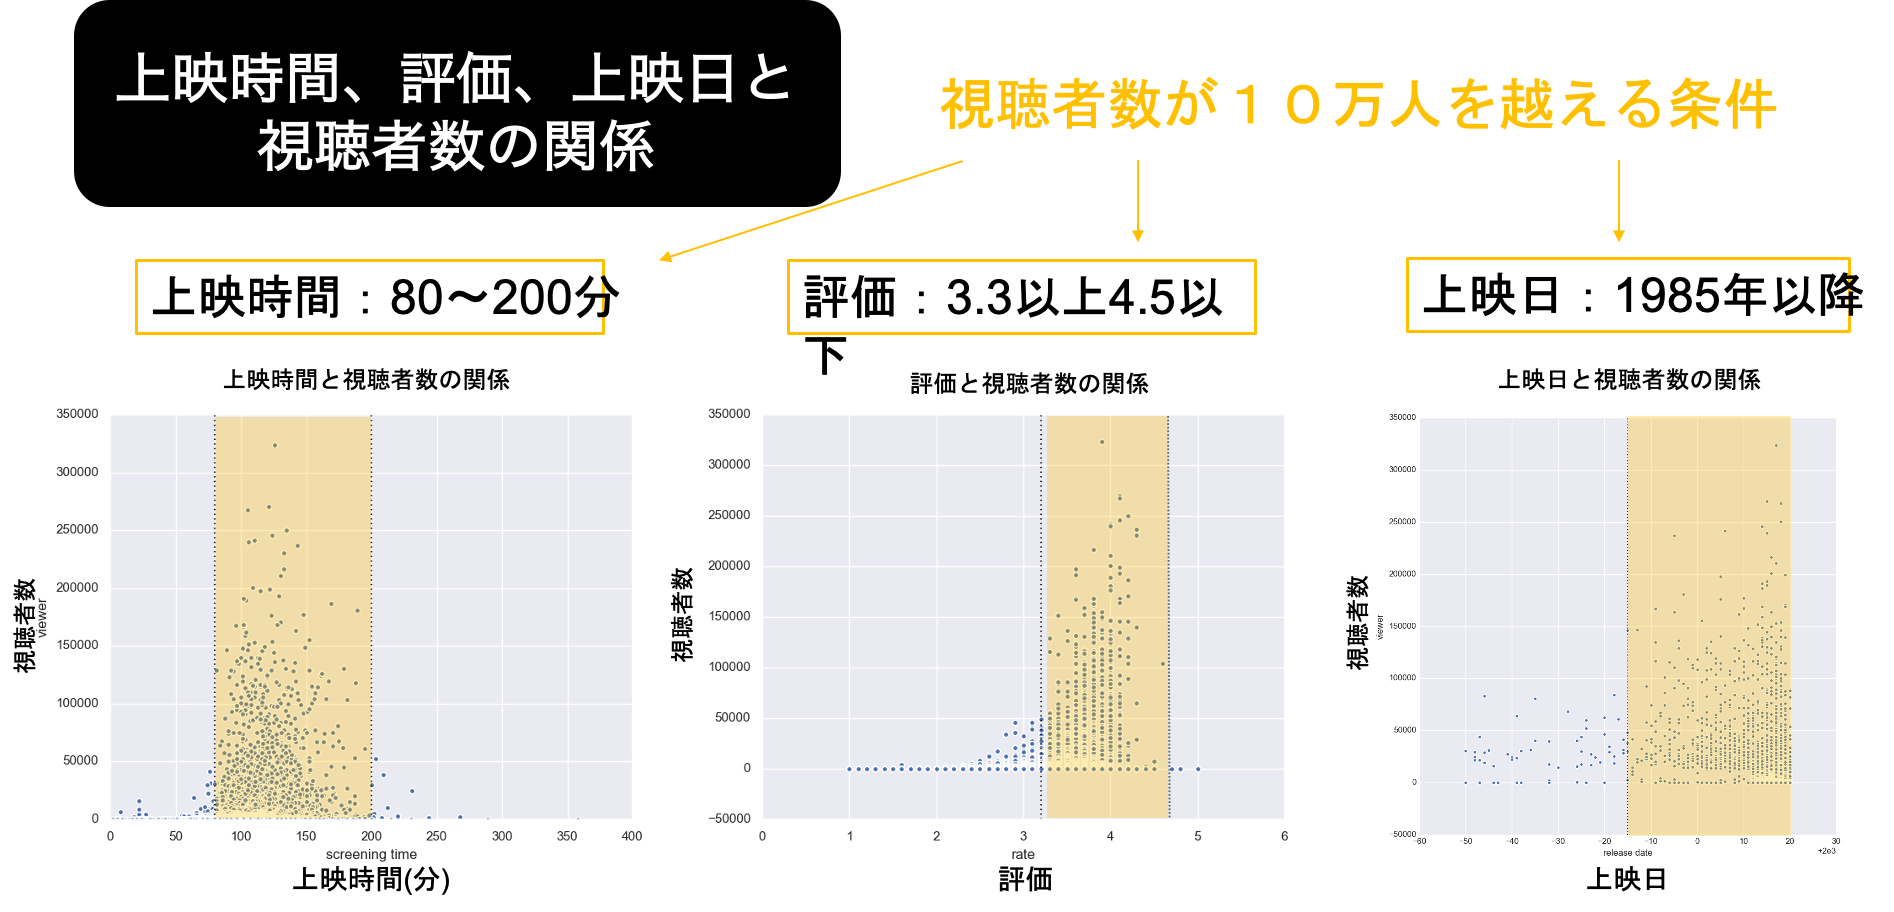 上映時間、評価、上映日と
視聴者数の関係
視聴者数が１０万人を越える条件
上映時間：80〜200分
評価：3.3以上4.5以
下
上映日：1985年以降
上映時間と視聴者数の関係
350000
300000
250000
200000
150000
100000
50000
0
視聴者数
viewer
0 50 100 150 200 250 300 350 400
screening time
上映時間(分)
評価と視聴者数の関係
350000
300000
250000
200000
150000
100000
50000
0
−50000
視聴者数
0 1 2 3 4 5 6
rate
評価
上映日と視聴者数の関係
350000
300000
250000
200000
150000
100000
50000
0
−50000
視聴者数
viewer
−60 −50 −40 −30 −20 −10 0 10 20 30
release date
+2e3
上映日